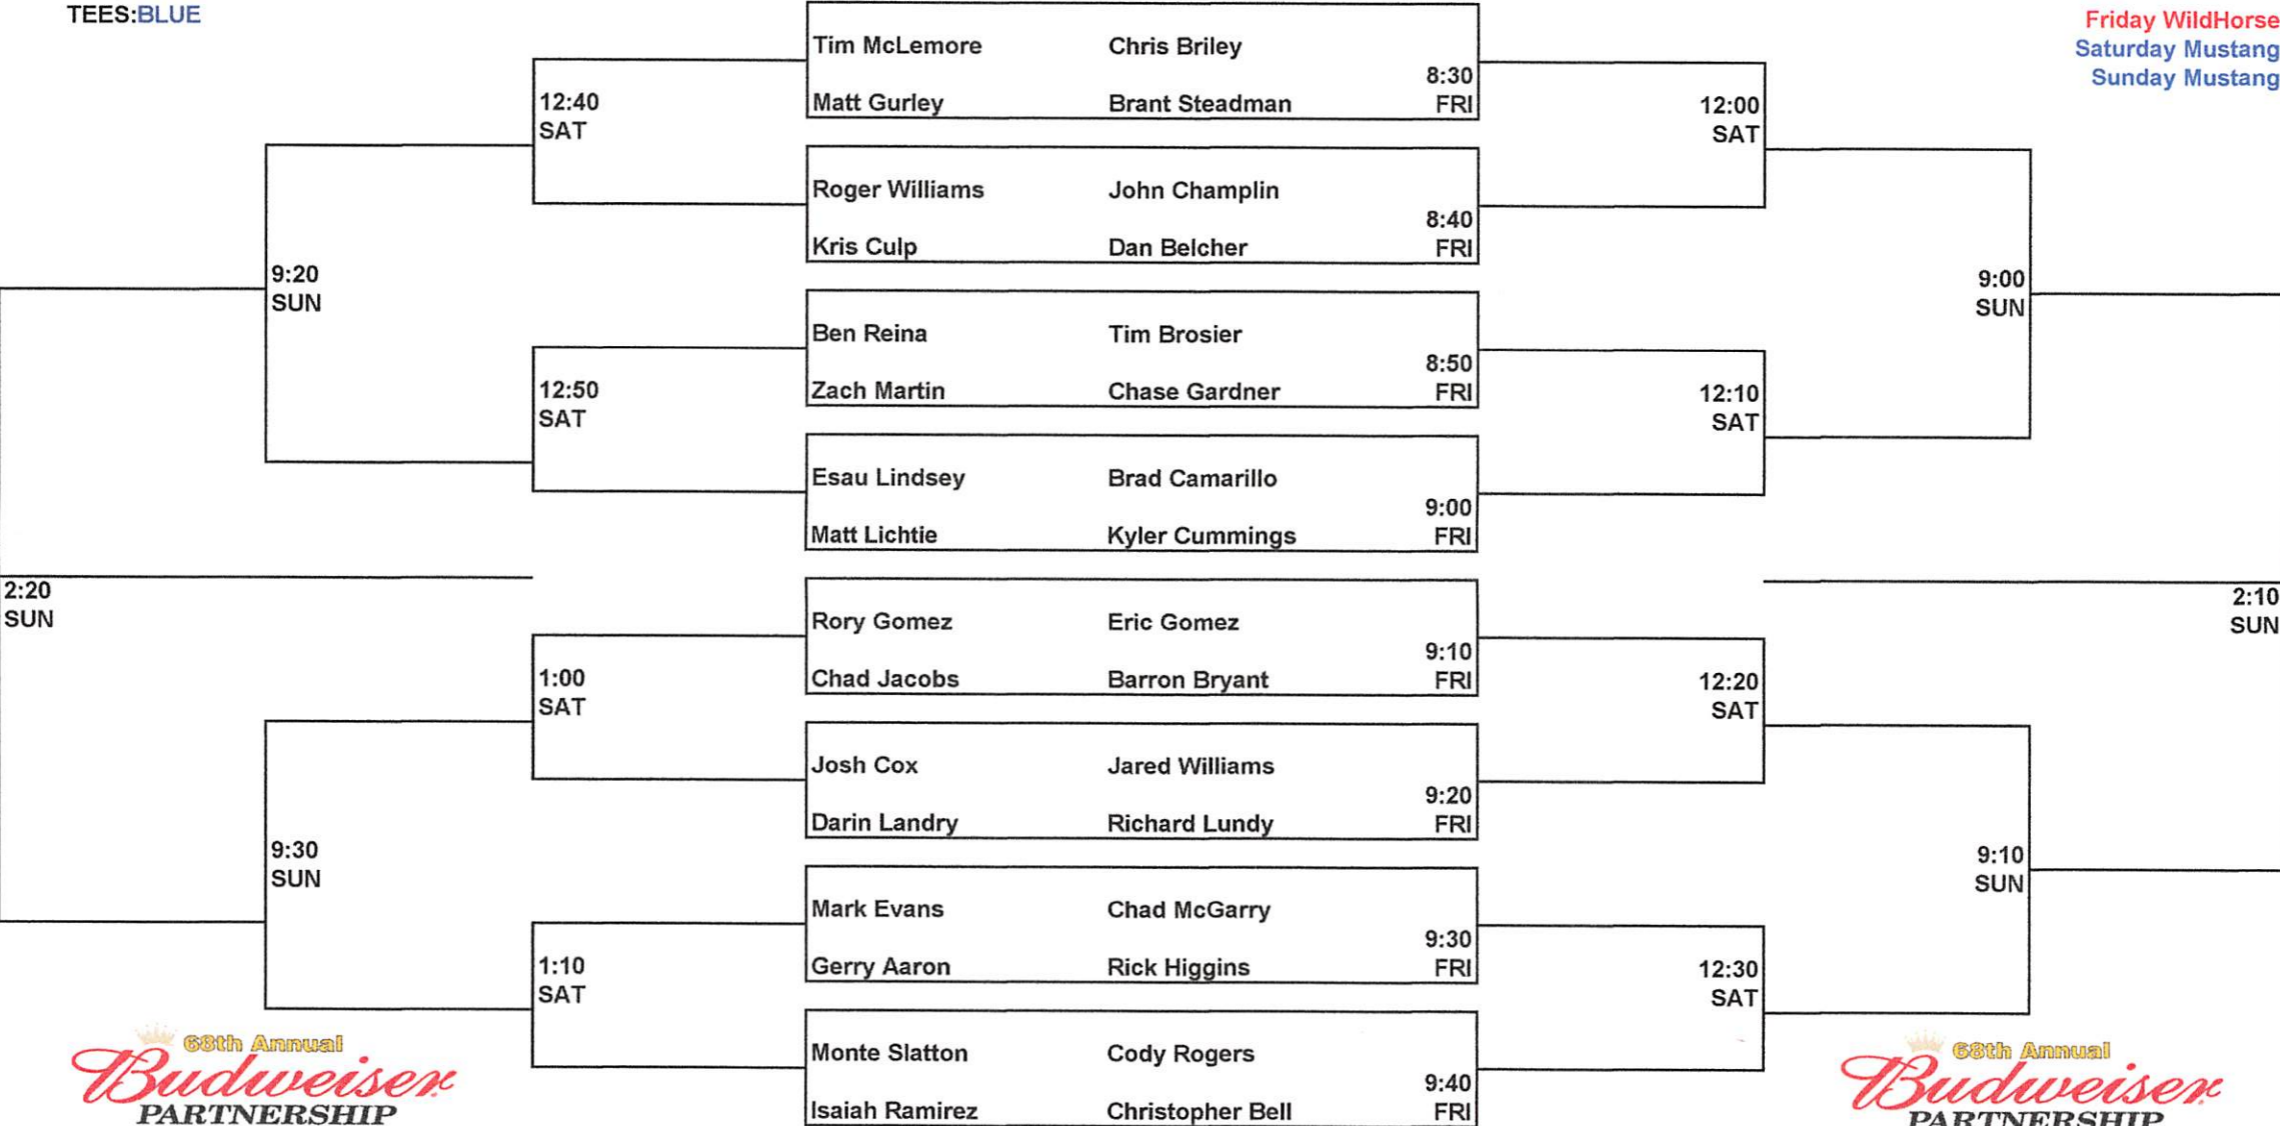 TEES:BLUE
Friday WildHorse
Saturday Mustang
Sunday Mustang
Tim McLemore Chris Briley
8:30
Matt Gurley Brant Steadman FRI
12:40
SAT
12:00
SAT
Roger Williams John Champlin
8:40
Kris Culp Dan Belcher FRI
9:20
SUN
9:00
SUN
Ben Reina Tim Brosier
8:50
Zach Martin Chase Gardner FRI
12:50
SAT
12:10
SAT
Esau Lindsey Brad Camarillo
9:00
Matt Lichtie Kyler Cummings FRI
2:20
SUN
2:10
SUN
Rory Gomez Eric Gomez
9:10
Chad Jacobs Barron Bryant FRI
1:00
SAT
12:20
SAT
Josh Cox Jared Williams
9:20
Darin Landry Richard Lundy FRI
9:30
SUN
9:10
SUN
Mark Evans Chad McGarry
9:30
Gerry Aaron Rick Higgins FRI
1:10
SAT
12:30
SAT
Monte Slatton Cody Rogers
9:40
Isaiah Ramirez Christopher Bell FRI
68th Annual
Budweiser
PARTNERSHIP
68th Annual
Budweiser
PARTNERSHIP